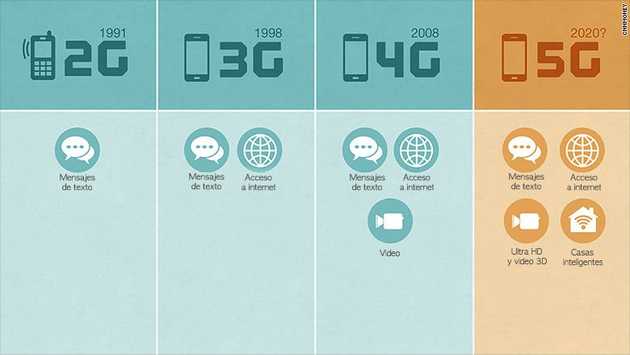 1991
2G
1998
3G
2008
4G
2020?
5G
CNNMONEY
Mensajes
de texto
Mensajes
de texto
Acceso
a internet
Mensajes
de texto
Acceso
a internet
Video
Mensajes
de texto
Acceso
a internet
Ultra HD
y video 3D
Casas
inteligentes